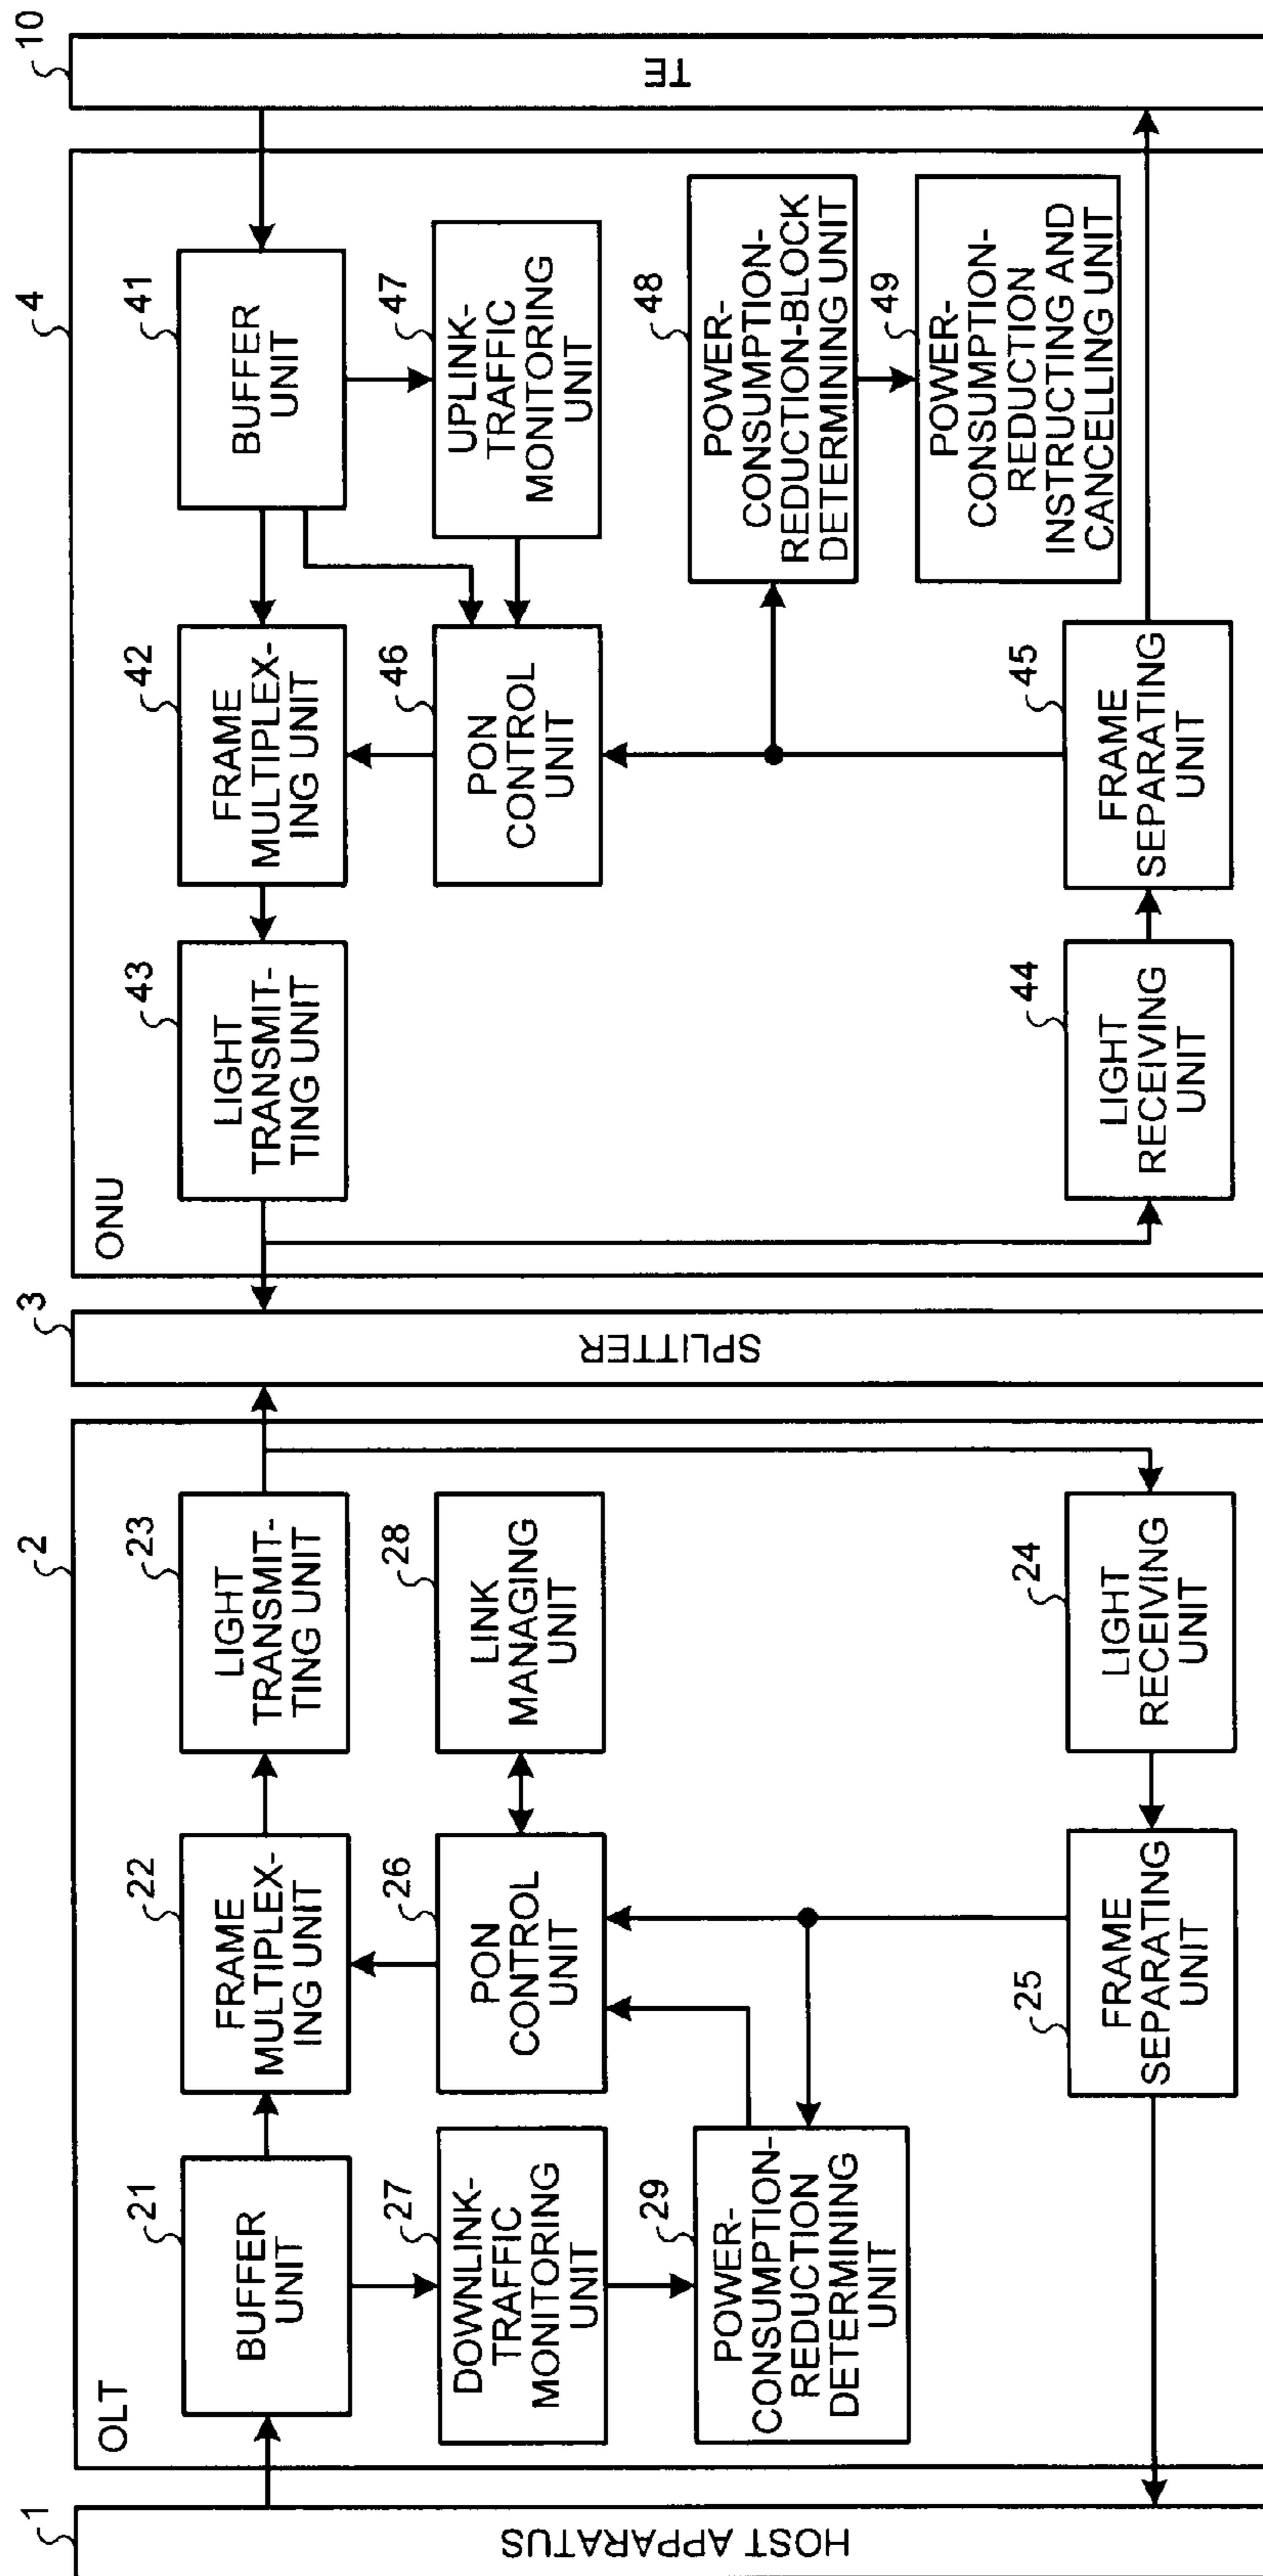 1
HOST APPARATUS
2
OLT
21
BUFFER
UNIT
22
FRAME
MULTIPLEX-
ING UNIT
23
LIGHT
TRANSMIT-
TING UNIT
27
DOWNLINK-
TRAFFIC
MONITORING
UNIT
26
PON
CONTROL
UNIT
28
LINK
MANAGING
UNIT
29
POWER-
CONSUMPTION-
REDUCTION
DETERMINING
UNIT
25
FRAME
SEPARATING
UNIT
24
LIGHT
RECEIVING
UNIT
3
SPLITTER
4
ONU
43
LIGHT
TRANSMIT-
TING UNIT
42
FRAME
MULTIPLEX-
ING UNIT
41
BUFFER
UNIT
46
PON
CONTROL
UNIT
47
UPLINK-
TRAFFIC
MONITORING
UNIT
48
POWER-
CONSUMPTION-
REDUCTION-BLOCK
DETERMINING UNIT
49
POWER-
CONSUMPTION-
REDUCTION
INSTRUCTING AND
CANCELLING UNIT
44
LIGHT
RECEIVING
UNIT
45
FRAME
SEPARATING
UNIT
10
TE